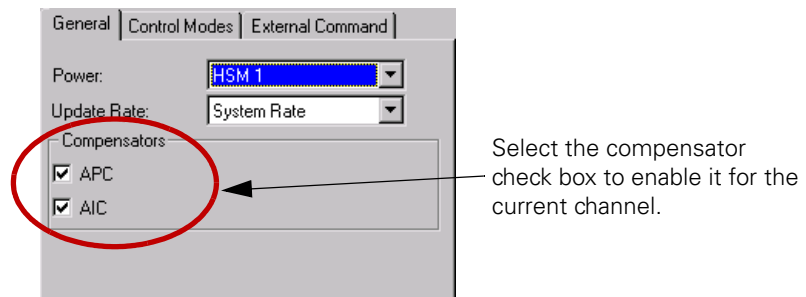 General
Control Modes
External Command
Power:
HSM 1
Update Rate:
System Rate
Compensators
APC
AIC
Select the compensator
check box to enable it for the
current channel.